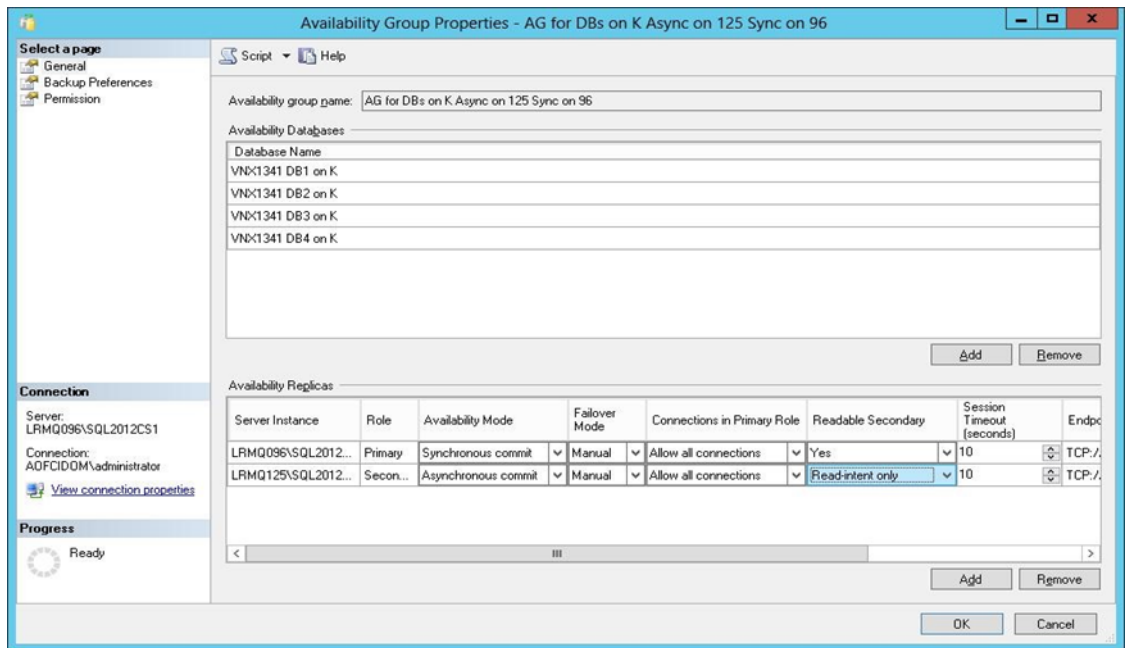 Availability Group Properties - AG for DBs on K Async on 125 Sync on 96
Select a page
General
Backup Preferences
Permission
Script
Help
Availability group name: AG for DBs on K Async on 125 Sync on 96
Availability Databases
Database Name
VNX1341 DB1 on K
VNX1341 DB2 on K
VNX1341 DB3 on K
VNX1341 DB4 on K
Add Remove
Connection
Server:
LRMQ096\SQL2012CS1
Connection:
AOFCIDOM\administrator
View connection properties
Progress
Ready
Availability Replicas
Server Instance Role Availability Mode Failover Mode Connections in Primary Role Readable Secondary Session Timeout (seconds) Endpo
LRMQ096\SQL2012... Primary Synchronous commit Manual Allow all connections Yes 10 TCP:/.
LRMQ125\SQL2012... Secon... Asynchronous commit Manual Allow all connections Read-intent only 10 TCP:/.
Add Remove
OK Cancel